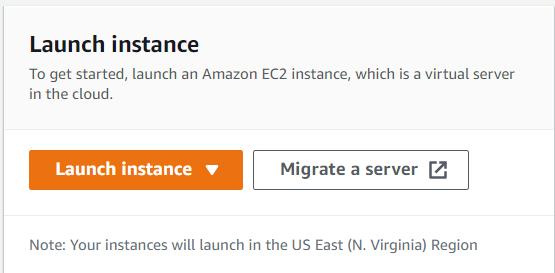 Launch instance
To get started, launch an Amazon EC2 instance, which is a virtual server
in the cloud.
Launch instance
Migrate a server
Note: Your instances will launch in the US East (N. Virginia) Region